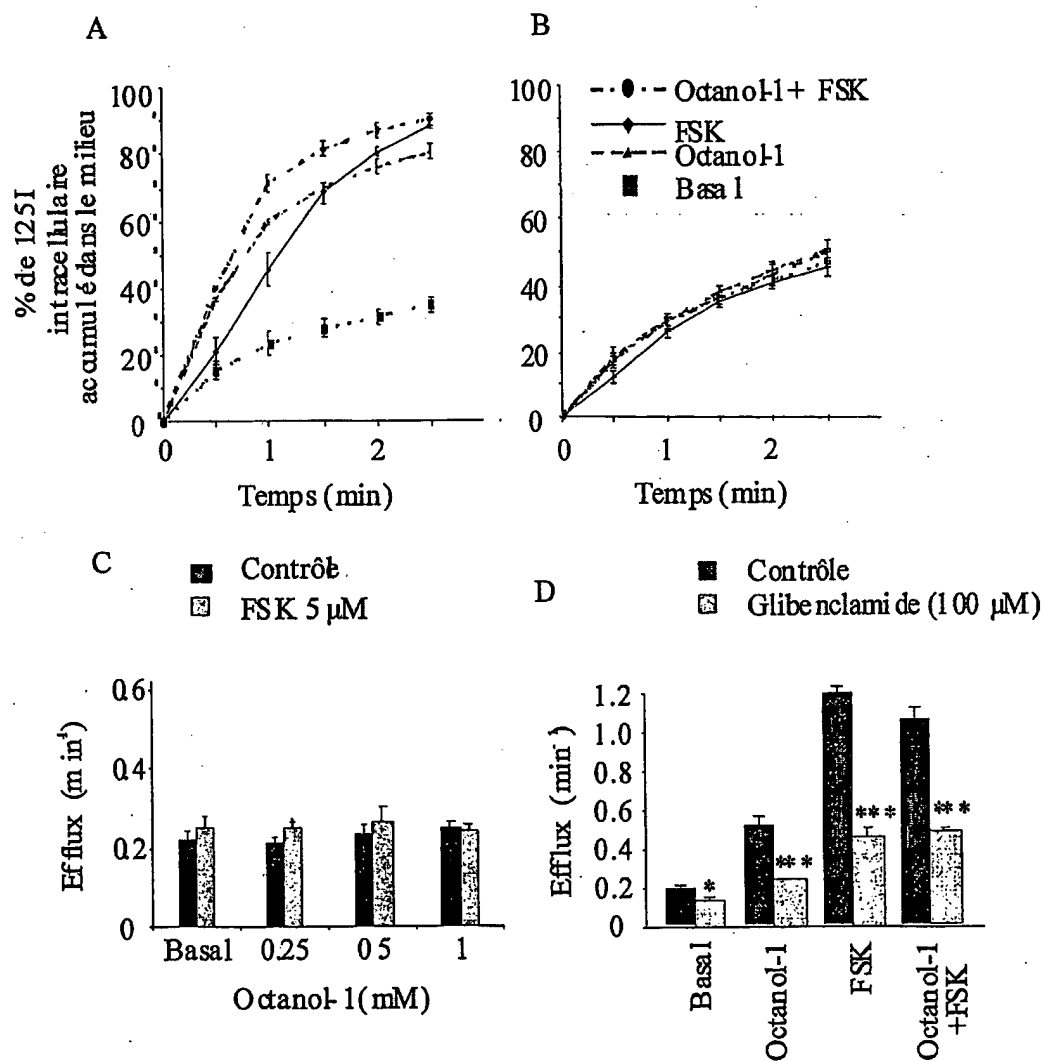 A
B
100
80
60
40
20
0
0 1 2
Temps (min)
% de 125I
intracellulaire
accumulé dans le milieu
100
80
60
40
20
0
0 1 2
Temps (min)
Octanol-1 + FSK
FSK
Octanol-1
Basal
C
Contrôle
FSK 5 µM
0.6
0.4
0.2
0
Efflux (min⁻¹)
Basal 0.25 0.5 1
Octanol-1 (mM)
D
Contrôle
Glibenclamide (100 µM)
1.2
1.0
0.8
0.6
0.4
0.2
0
Efflux (min⁻¹)
*
***
***
***
Basal
Octanol-1
FSK
Octanol-1
+FSK